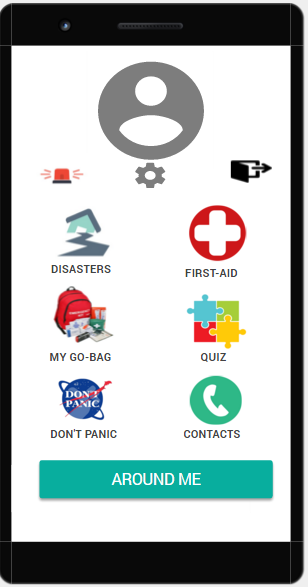 DISASTERS
FIRST-AID
MY GO-BAG
QUIZ
DON'T
PANIC
DON'T PANIC
CONTACTS
AROUND ME